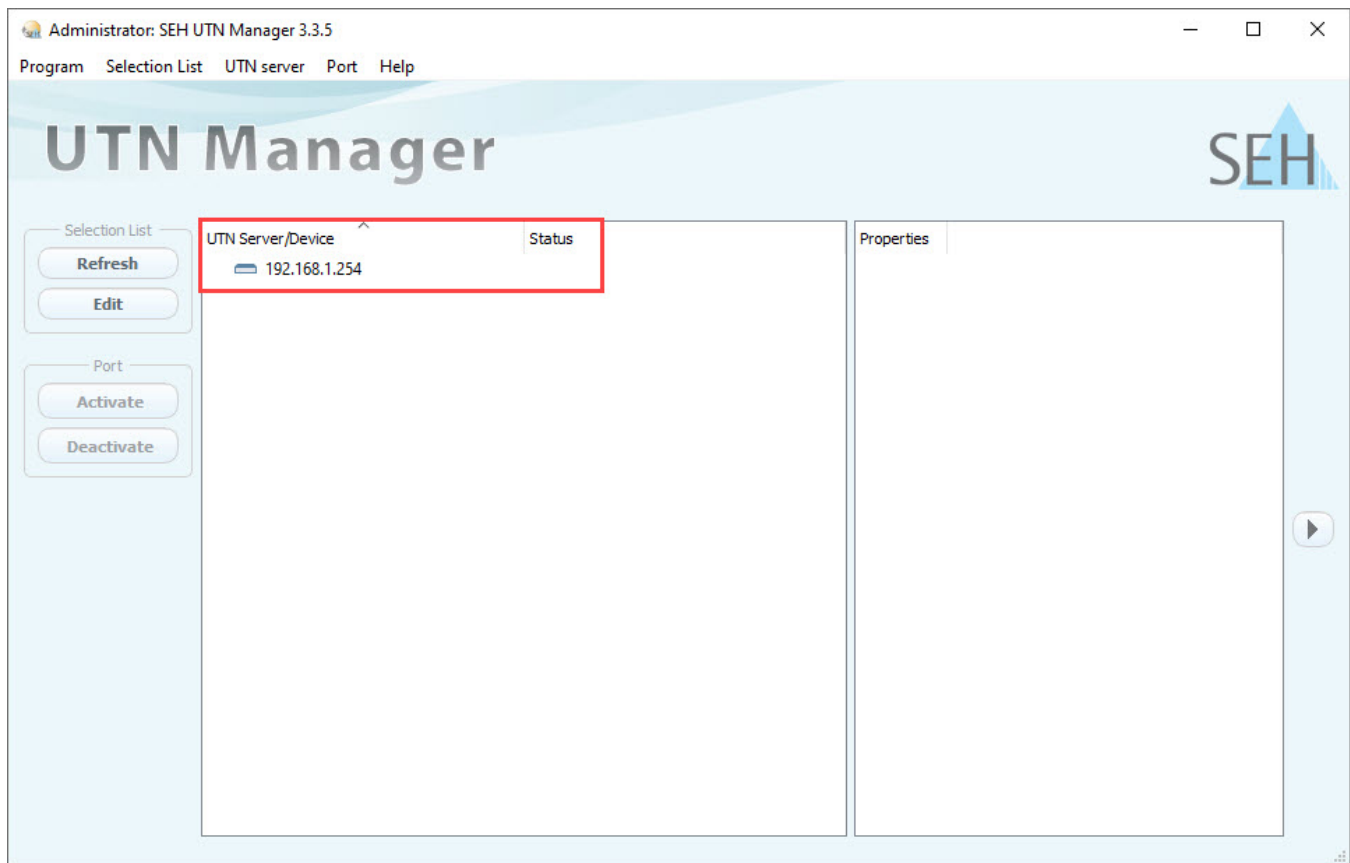 Administrator: SEH UTN Manager 3.3.5
Program Selection List UTN server Port Help
UTN Manager
SEH
Selection List
Refresh
Edit
Port
Activate
Deactivate
UTN Server/Device Status
192.168.1.254
Properties